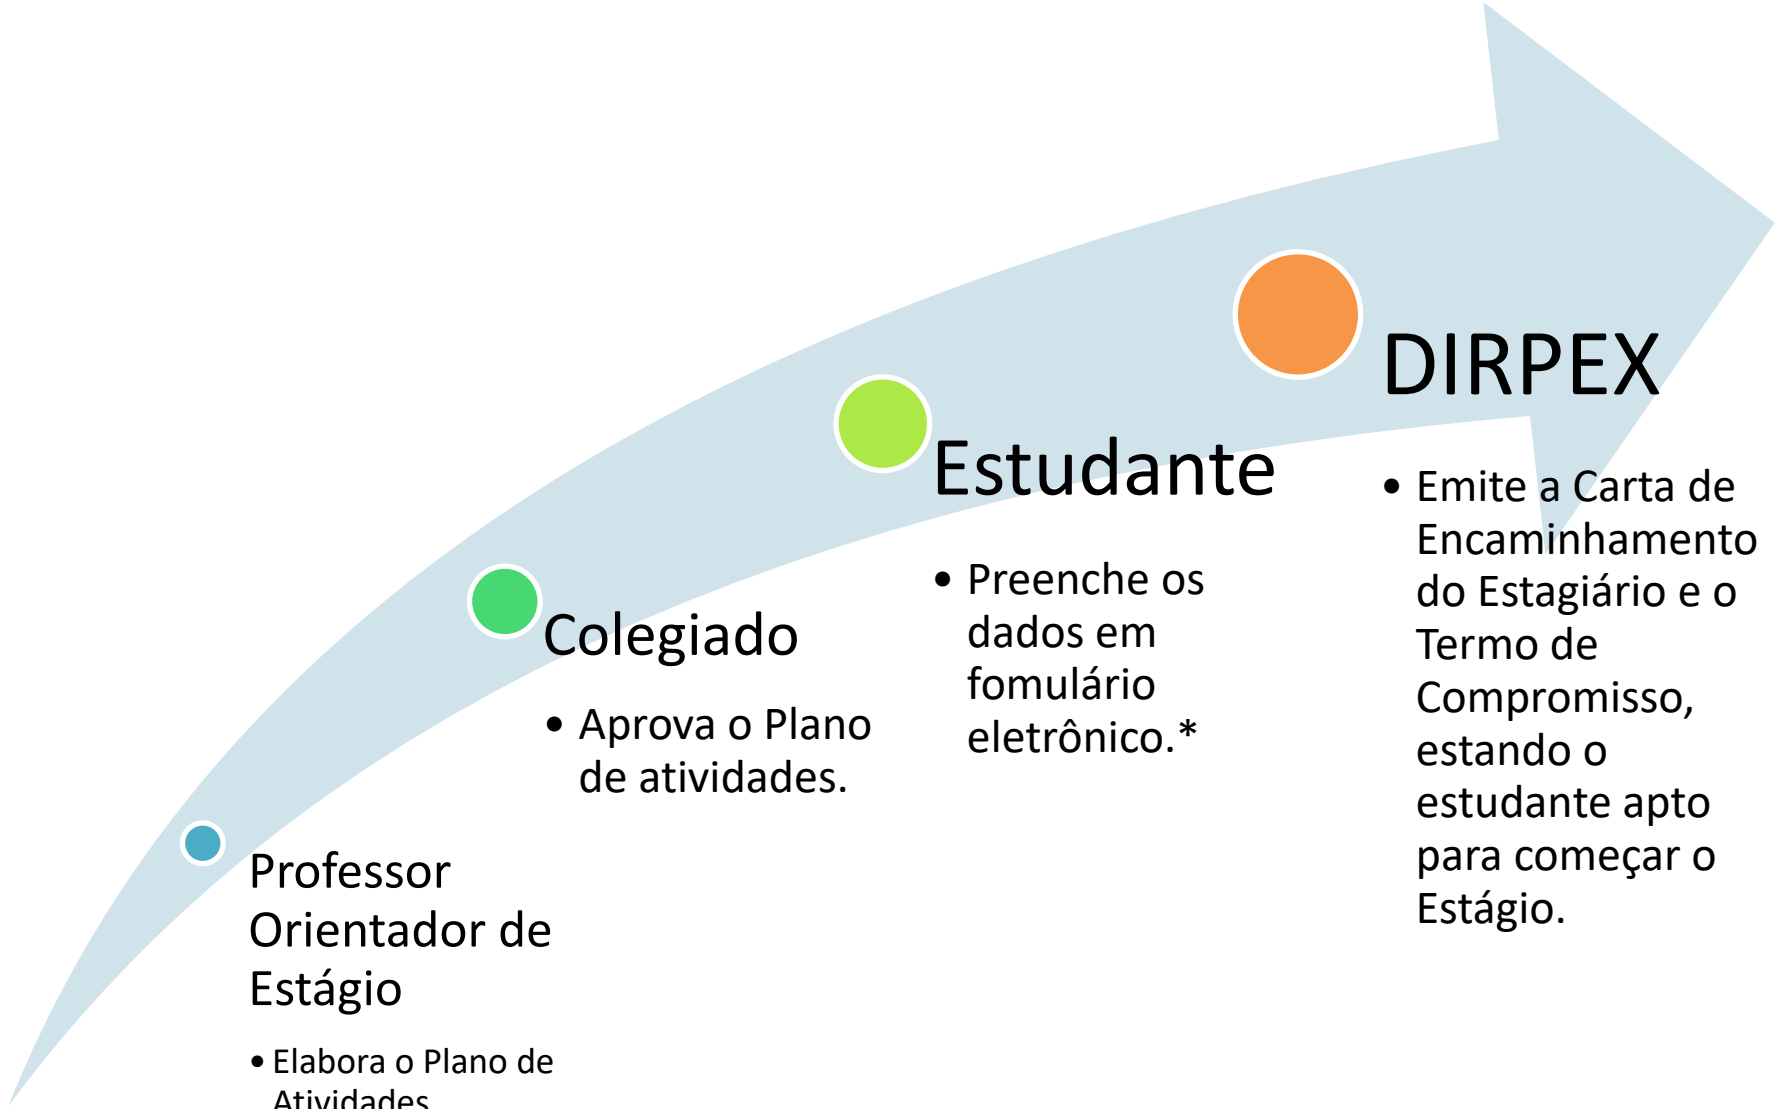 Professor
Orientador de
Estágio
• Elabora o Plano de
Atividades
Colegiado
• Aprova o Plano
de atividades.
Estudante
• Preenche os
dados em
fomulário
eletrônico.*
DIRPEX
• Emite a Carta de
Encaminhamento
do Estagiário e o
Termo de
Compromisso,
estando o
estudante apto
para começar o
Estágio.